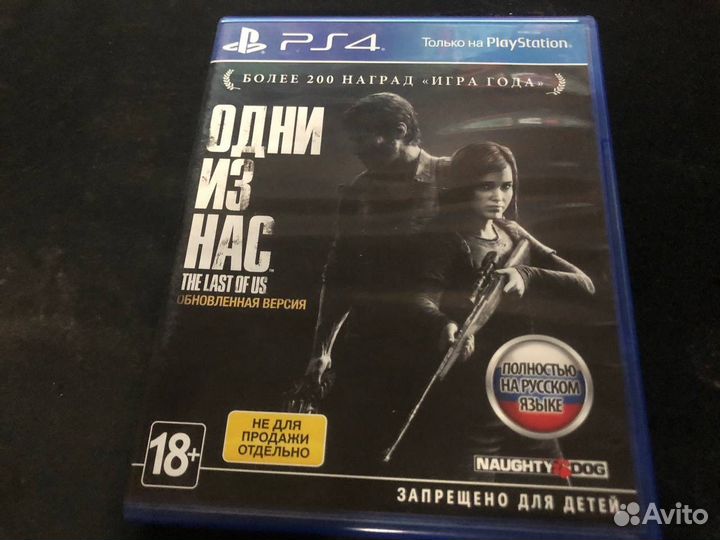 PS4
Только на PlayStation
БОЛЕЕ 200 НАГРАД «ИГРА ГОДА»
ОДНИ
ИЗ
НАС
THE LAST OF US
ОБНОВЛЕННАЯ ВЕРСИЯ
ПОЛНОСТЬЮ
НА РУССКОМ
ЯЗЫКЕ
НЕ ДЛЯ
ПРОДАЖИ
ОТДЕЛЬНО
18+
NAUGHTY DOG
ЗАПРЕЩЕНО ДЛЯ ДЕТЕЙ
Avito